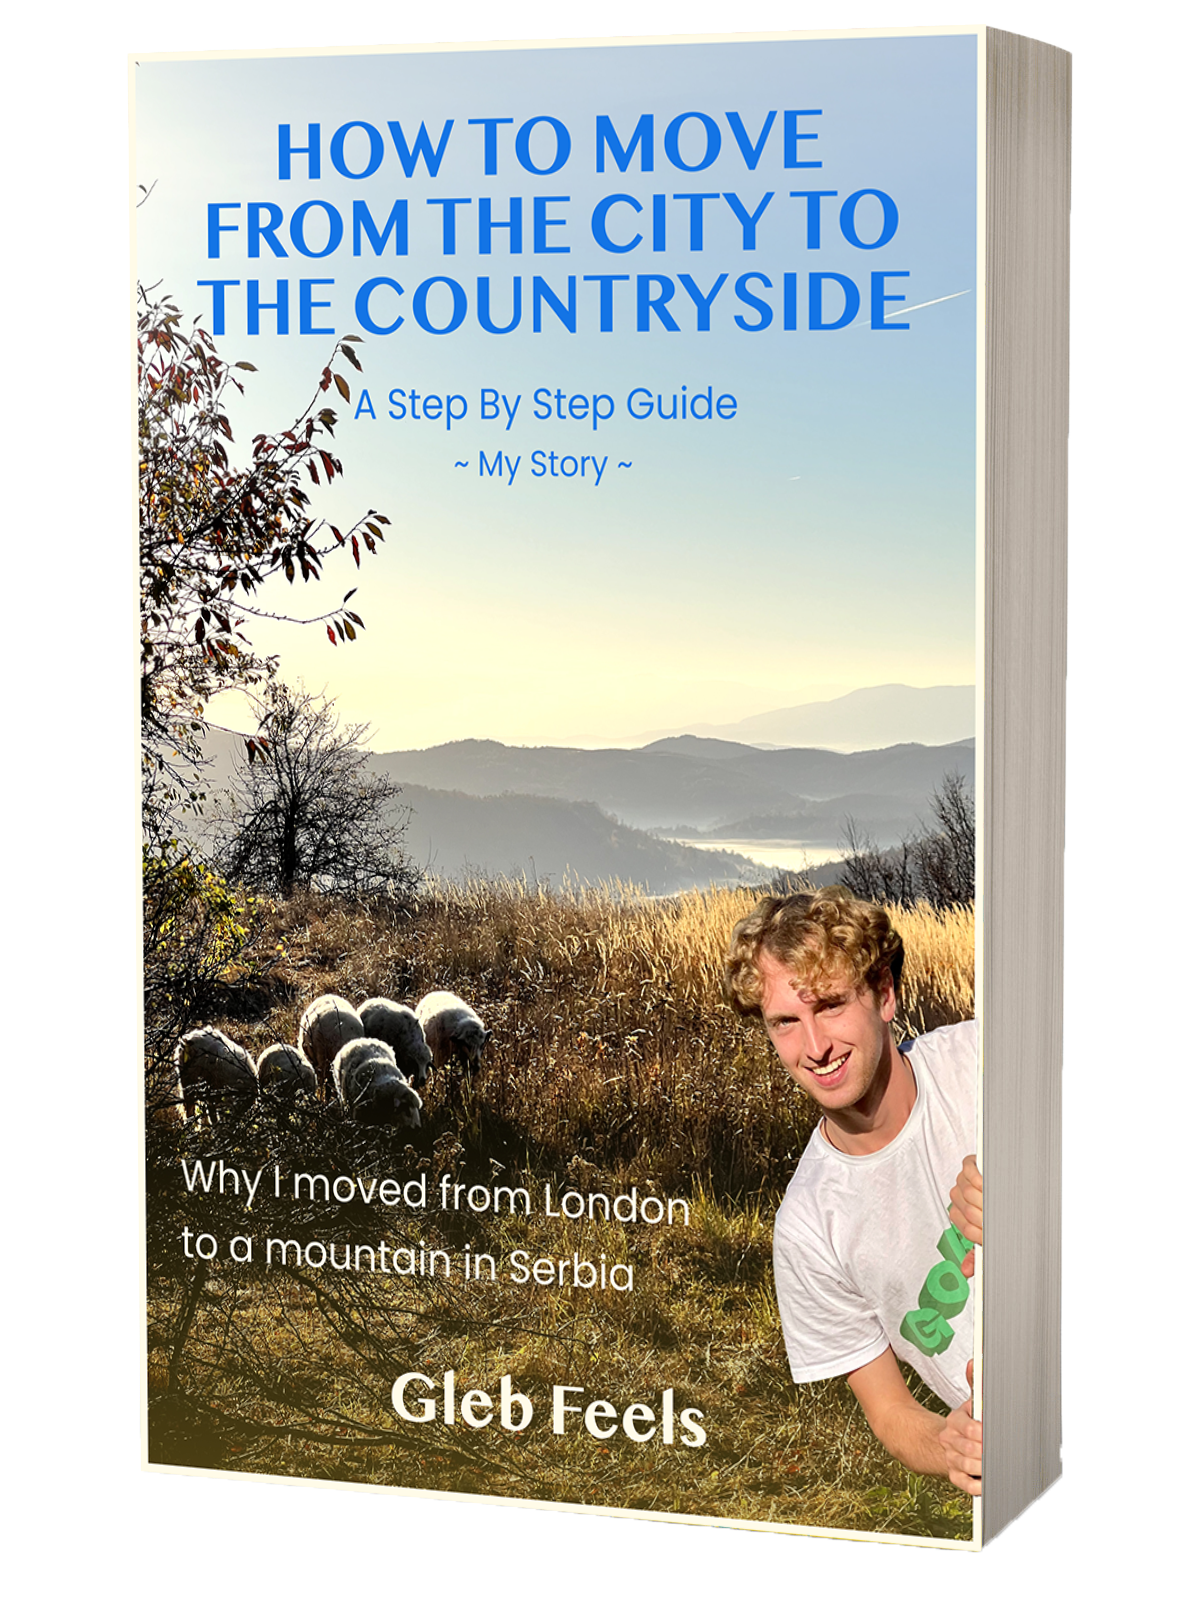 HOW TO MOVE
FROM THE CITY TO
THE COUNTRYSIDE
A Step By Step Guide
~ My Story ~
Why I moved from London
to a mountain in Serbia
Gleb Feels